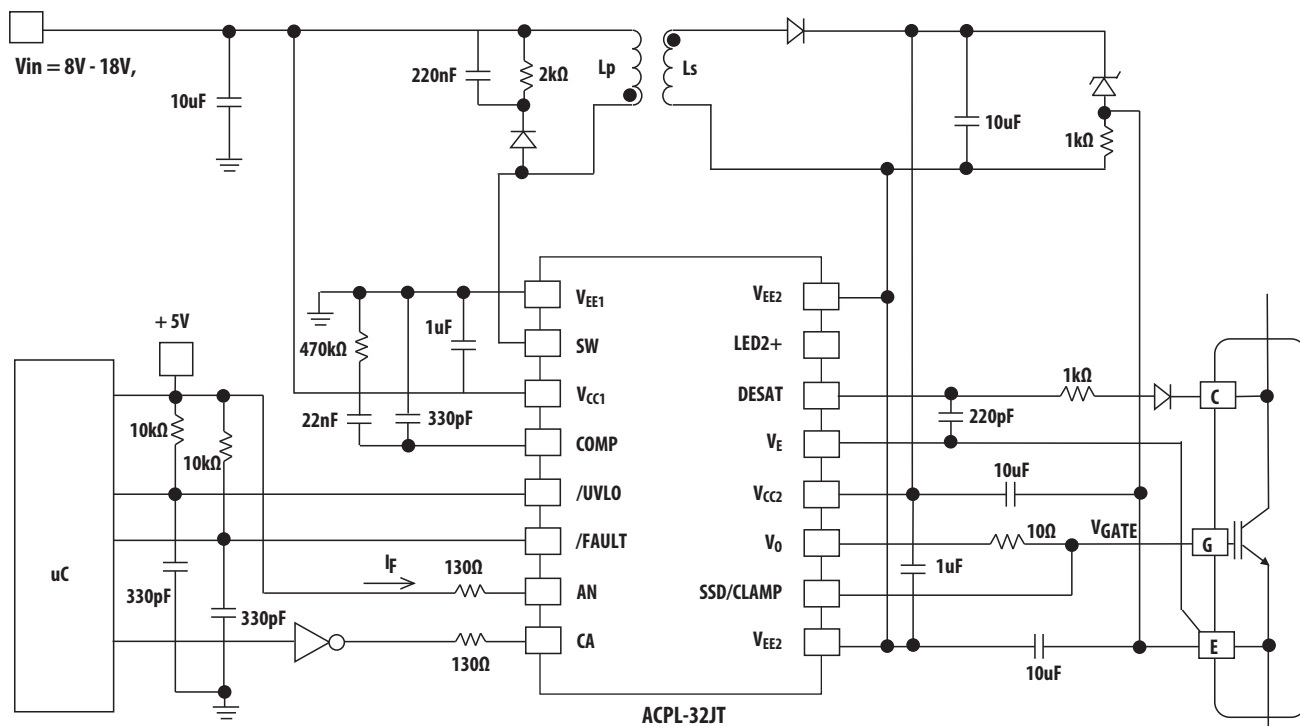 Vin = 8V - 18V,
10uF
220nF
2kΩ
Lp
Ls
10uF
1kΩ
+ 5V
uC
10kΩ
10kΩ
330pF
330pF
470kΩ
22nF
330pF
1uF
IF
130Ω
130Ω
VEE1
SW
VCC1
COMP
/UVLO
/FAULT
AN
CA
VEE2
LED2+
DESAT
VE
VCC2
VO
SSD/CLAMP
VEE2
ACPL-32JT
1kΩ
220pF
10uF
10Ω
VGATE
1uF
10uF
C
G
E